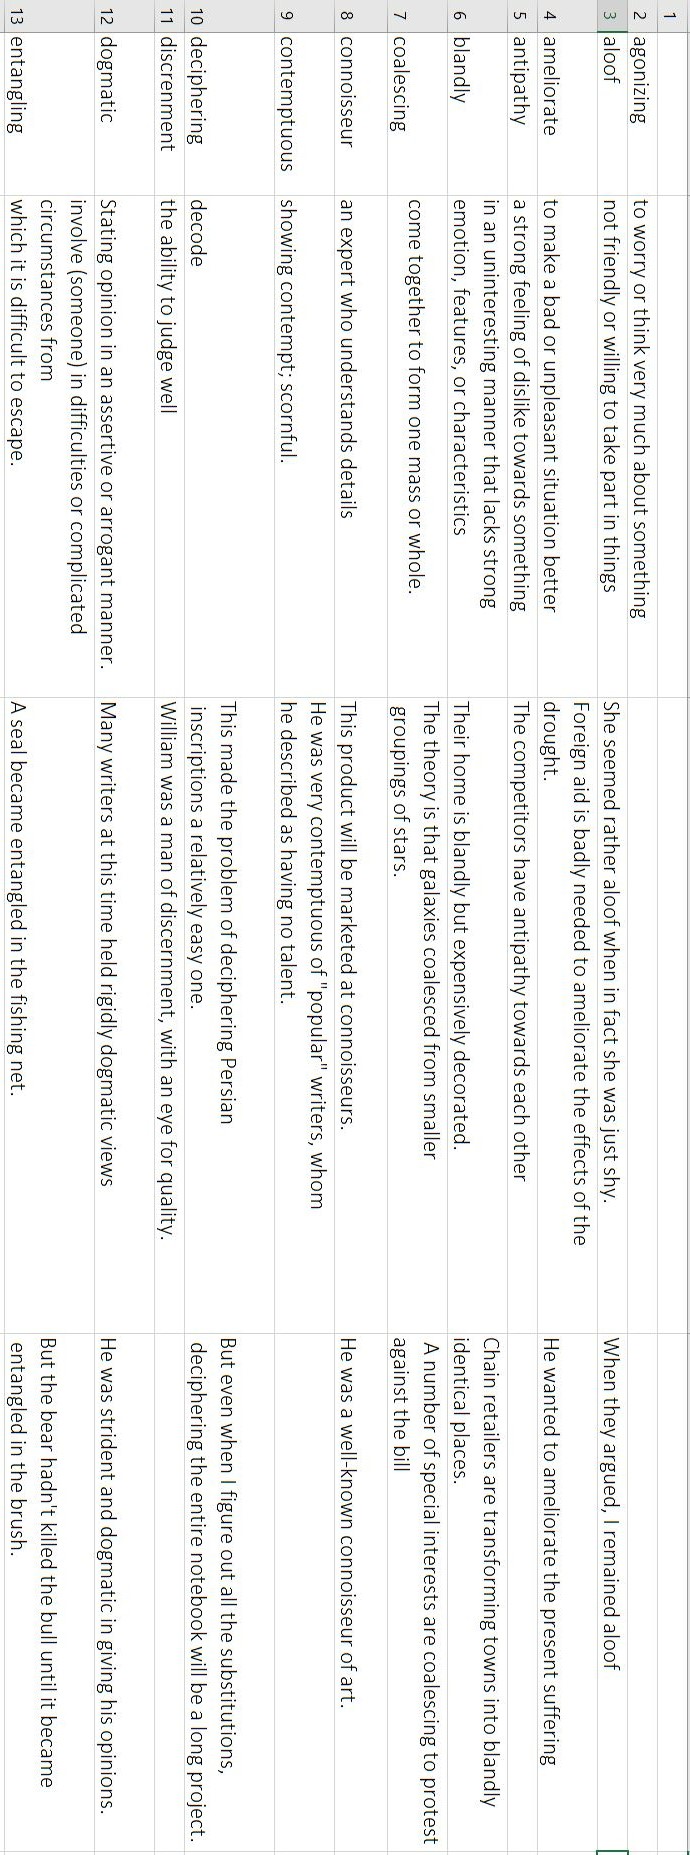 1
2 agonizing to worry or think very much about something
3 aloof not friendly or willing to take part in things She seemed rather aloof when in fact she was just shy. When they argued, I remained aloof
4 ameliorate to make a bad or unpleasant situation better Foreign aid is badly needed to ameliorate the effects of the
drought. He wanted to ameliorate the present suffering
5 antipathy a strong feeling of dislike towards something The competitors have antipathy towards each other
6 blandly in an uninteresting manner that lacks strong
emotion, features, or characteristics Their home is blandly but expensively decorated. Chain retailers are transforming towns into blandly
identical places.
7 coalescing come together to form one mass or whole. The theory is that galaxies coalesced from smaller
groupings of stars. A number of special interests are coalescing to protest
against the bill
8 connoisseur an expert who understands details This product will be marketed at connoisseurs. He was a well-known connoisseur of art.
9 contemptuous showing contempt; scornful. He was very contemptuous of "popular" writers, whom
he described as having no talent.
10 deciphering decode This made the problem of deciphering Persian
inscriptions a relatively easy one. But even when I figure out all the substitutions,
deciphering the entire notebook will be a long project.
11 discrenment the ability to judge well William was a man of discernment, with an eye for quality.
12 dogmatic Stating opinion in an assertive or arrogant manner. Many writers at this time held rigidly dogmatic views He was strident and dogmatic in giving his opinions.
13 entangling involve (someone) in difficulties or complicated
circumstances from
which it is difficult to escape. A seal became entangled in the fishing net. But the bear hadn't killed the bull until it became
entangled in the brush.